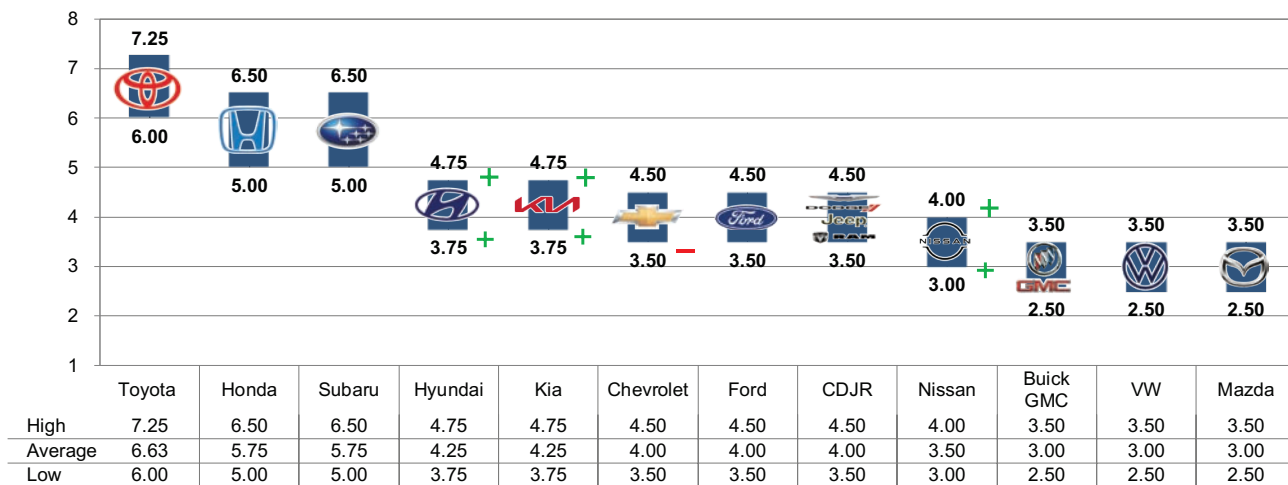 8
7.25
7
6.50 6.50
6
6.00
5
5.00 5.00
4.75 + 4.75 + 4.50 4.50 4.50
KIA
Ford
DODGE
Jeep
RAM
4
4.00 +
NISSAN
3.75 + 3.75 + 3.50 − 3.50 3.50
3.50 3.50 3.50
3
3.00 +
GMC
2.50 2.50 2.50
2
1
Toyota Honda Subaru Hyundai Kia Chevrolet Ford CDJR Nissan Buick GMC VW Mazda
High 7.25 6.50 6.50 4.75 4.75 4.50 4.50 4.50 4.00 3.50 3.50 3.50
Average 6.63 5.75 5.75 4.25 4.25 4.00 4.00 4.00 3.50 3.00 3.00 3.00
Low 6.00 5.00 5.00 3.75 3.75 3.50 3.50 3.50 3.00 2.50 2.50 2.50